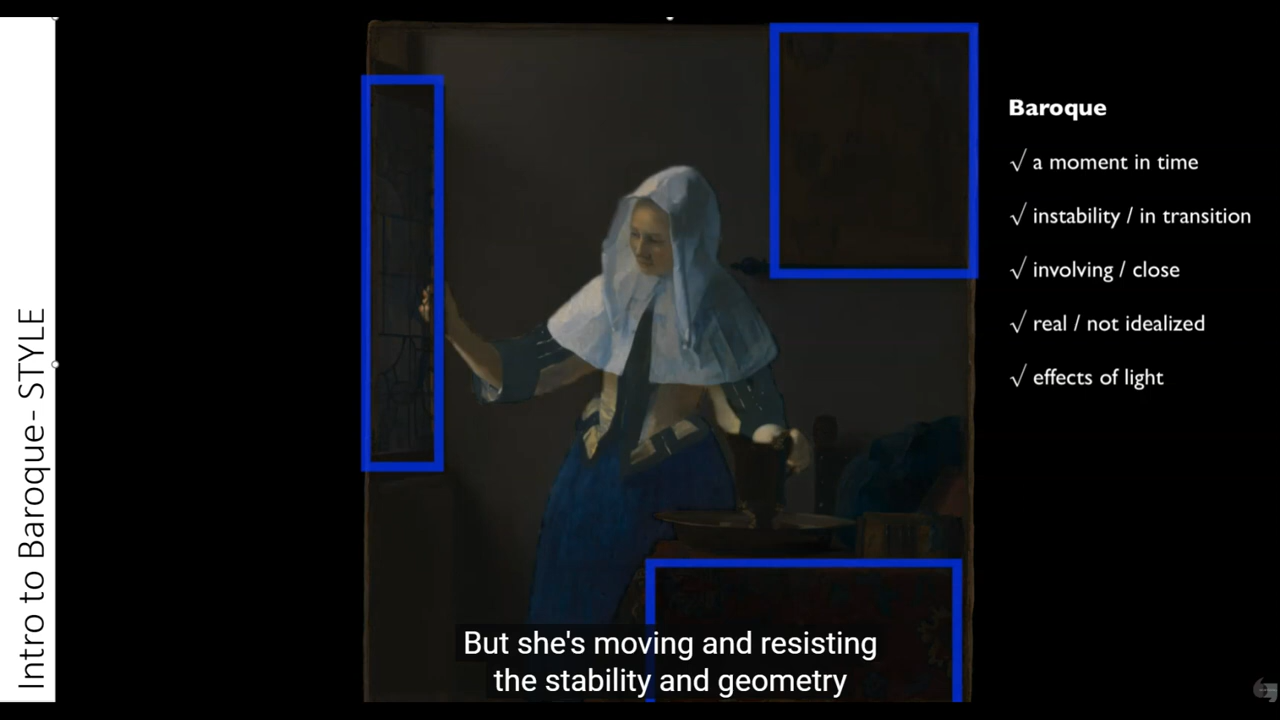 Intro to Baroque- STYLE
Baroque
√ a moment in time
√ instability / in transition
√ involving / close
√ real / not idealized
√ effects of light
But she's moving and resisting
the stability and geometry